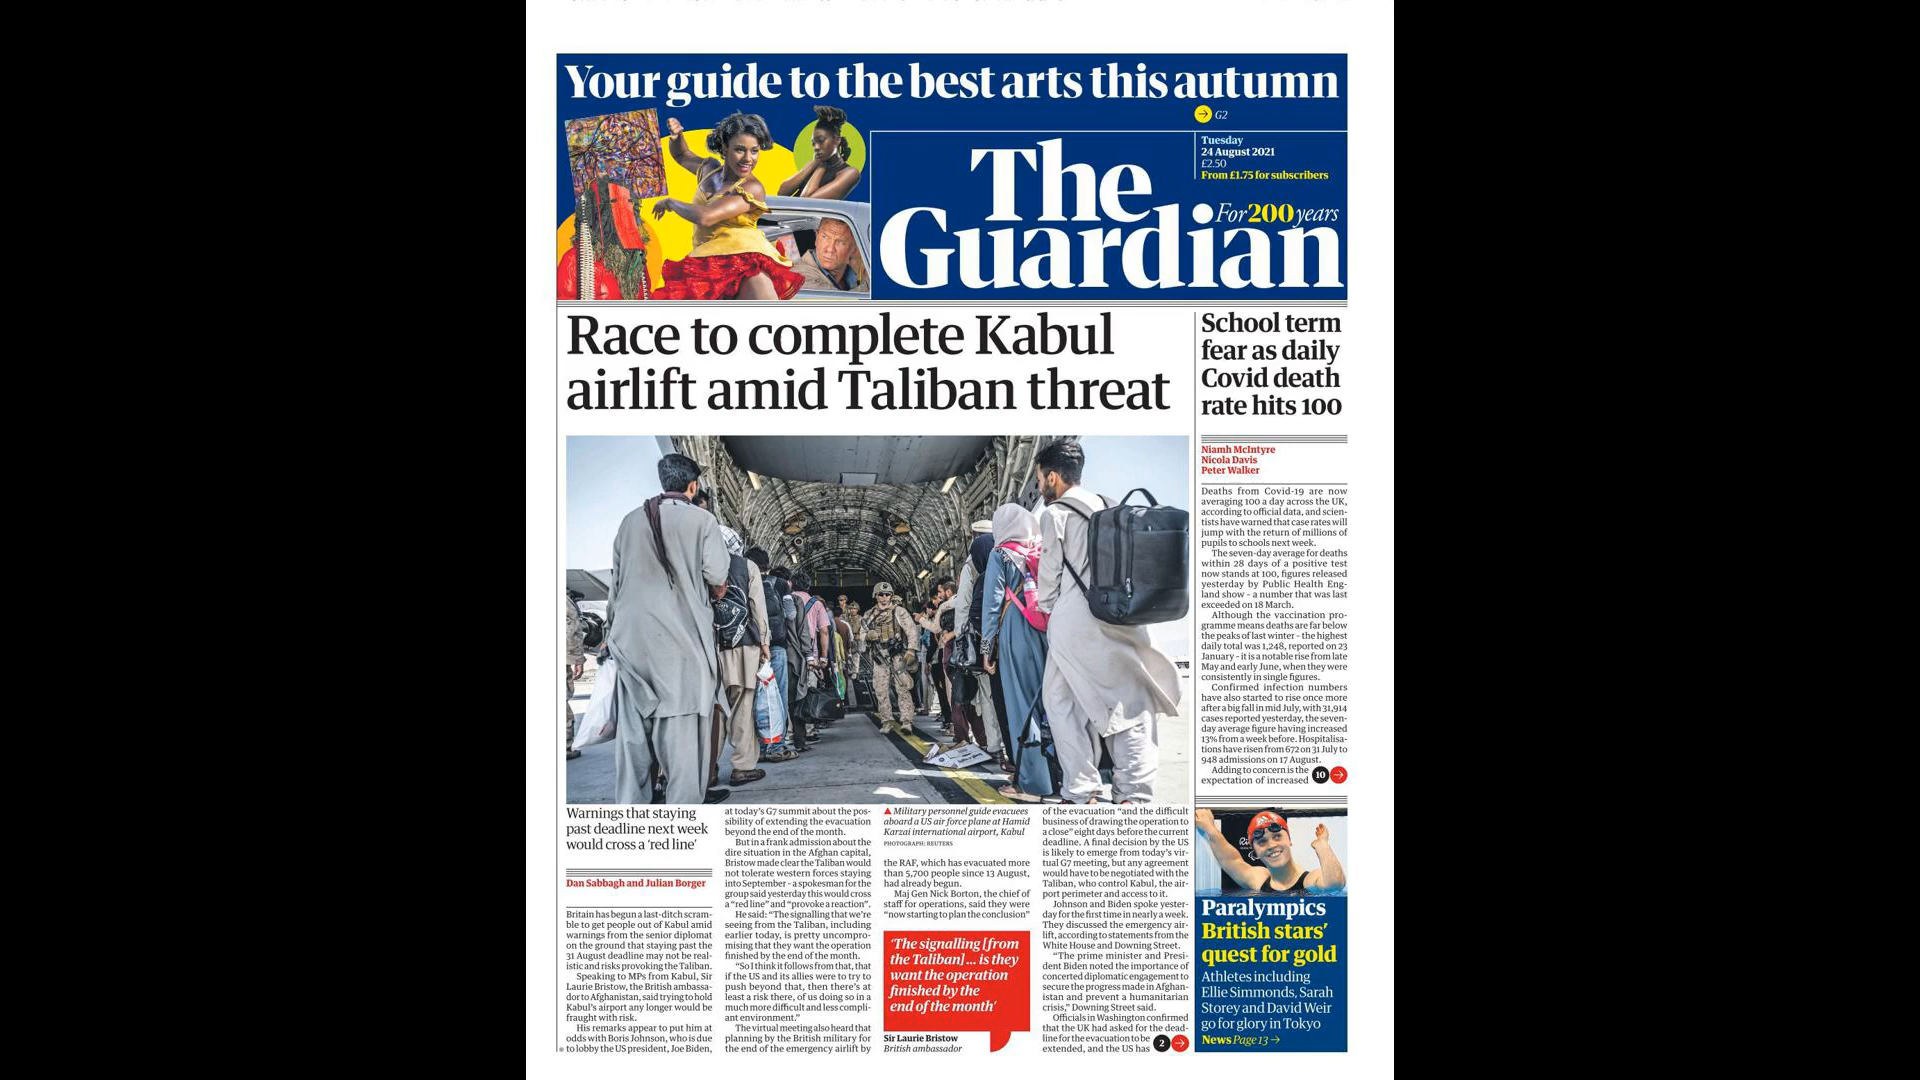 Your guide to the best arts this autumn
G2
Tuesday
24 August 2021
£2.50
From £1.75 for subscribers
The
For 200 years
Guardian
Race to complete Kabul
airlift amid Taliban threat
Warnings that staying
past deadline next week
would cross a ‘red line’
Dan Sabbagh and Julian Borger
Britain has begun a last-ditch scram-
ble to get people out of Kabul amid
warnings from the senior diplomat
on the ground that staying past the
31 August deadline may not be real-
istic and risks provoking the Taliban.
Speaking to MPs from Kabul, Sir
Laurie Bristow, the British ambassa-
dor to Afghanistan, said trying to hold
Kabul’s airport any longer would be
fraught with risk.
His remarks appear to put him at
odds with Boris Johnson, who is due
to lobby the US president, Joe Biden,
at today’s G7 summit about the pos-
sibility of extending the evacuation
beyond the end of the month.
But in a frank admission about the
dire situation in the Afghan capital,
Bristow made clear the Taliban would
not tolerate western forces staying
into September – a spokesman for the
group said yesterday this would cross
a “red line” and “provoke a reaction”.
He said: “The signalling that we’re
seeing from the Taliban, including
earlier today, is pretty uncompro-
mising that they want the operation
finished by the end of the month.
“So I think it follows from that, that
if the US and its allies were to try to
push beyond that, then there’s at
least a risk there, of us doing so in a
much more difficult and less compli-
ant environment.”
The virtual meeting also heard that
planning by the British military for
the end of the emergency airlift by
▲ Military personnel guide evacuees
aboard a US air force plane at Hamid
Karzai international airport, Kabul
PHOTOGRAPH: REUTERS
the RAF, which has evacuated more
than 5,700 people since 13 August,
had already begun.
Maj Gen Nick Borton, the chief of
staff for operations, said they were
“now starting to plan the conclusion”
‘The signalling [from
the Taliban] ... is they
want the operation
finished by the
end of the month’
Sir Laurie Bristow
British ambassador
of the evacuation “and the difficult
business of drawing the operation to
a close” eight days before the current
deadline. A final decision by the US
is likely to emerge from today’s vir-
tual G7 meeting, but any agreement
would have to be negotiated with the
Taliban, who control Kabul, the air-
port perimeter and access to it.
Johnson and Biden spoke yester-
day for the first time in nearly a week.
They discussed the emergency air-
lift, according to statements from the
White House and Downing Street.
“The prime minister and Presi-
dent Biden noted the importance of
concerted diplomatic engagement to
secure the progress made in Afghan-
istan and prevent a humanitarian
crisis,” Downing Street said.
Officials in Washington confirmed
that the UK had asked for the dead-
line for the evacuation to be
extended, and the US has 2
School term
fear as daily
Covid death
rate hits 100
Niamh McIntyre
Nicola Davis
Peter Walker
Deaths from Covid-19 are now
averaging 100 a day across the UK,
according to official data, and scien-
tists have warned that case rates will
jump with the return of millions of
pupils to schools next week.
The seven-day average for deaths
within 28 days of a positive test
now stands at 100, figures released
yesterday by Public Health Eng-
land show – a number that was last
exceeded on 18 March.
Although the vaccination pro-
gramme means deaths are far below
the peaks of last winter – the highest
daily total was 1,248, reported on 23
January – it is a notable rise from late
May and early June, when they were
consistently in single figures.
Confirmed infection numbers
have also started to rise once more
after a big fall in mid July, with 31,914
cases reported yesterday, the seven-
day average figure having increased
13% from a week before. Hospitalisa-
tions have risen from 672 on 31 July to
948 admissions on 17 August.
Adding to concern is the
expectation of increased 10
Paralympics
British stars’
quest for gold
Athletes including
Ellie Simmonds, Sarah
Storey and David Weir
go for glory in Tokyo
News Page 13